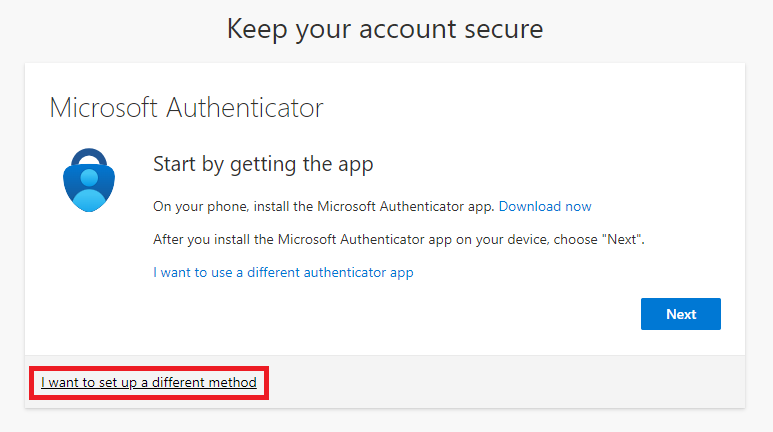 Keep your account secure
Microsoft Authenticator
Start by getting the app
On your phone, install the Microsoft Authenticator app. Download now
After you install the Microsoft Authenticator app on your device, choose "Next".
I want to use a different authenticator app
Next
I want to set up a different method